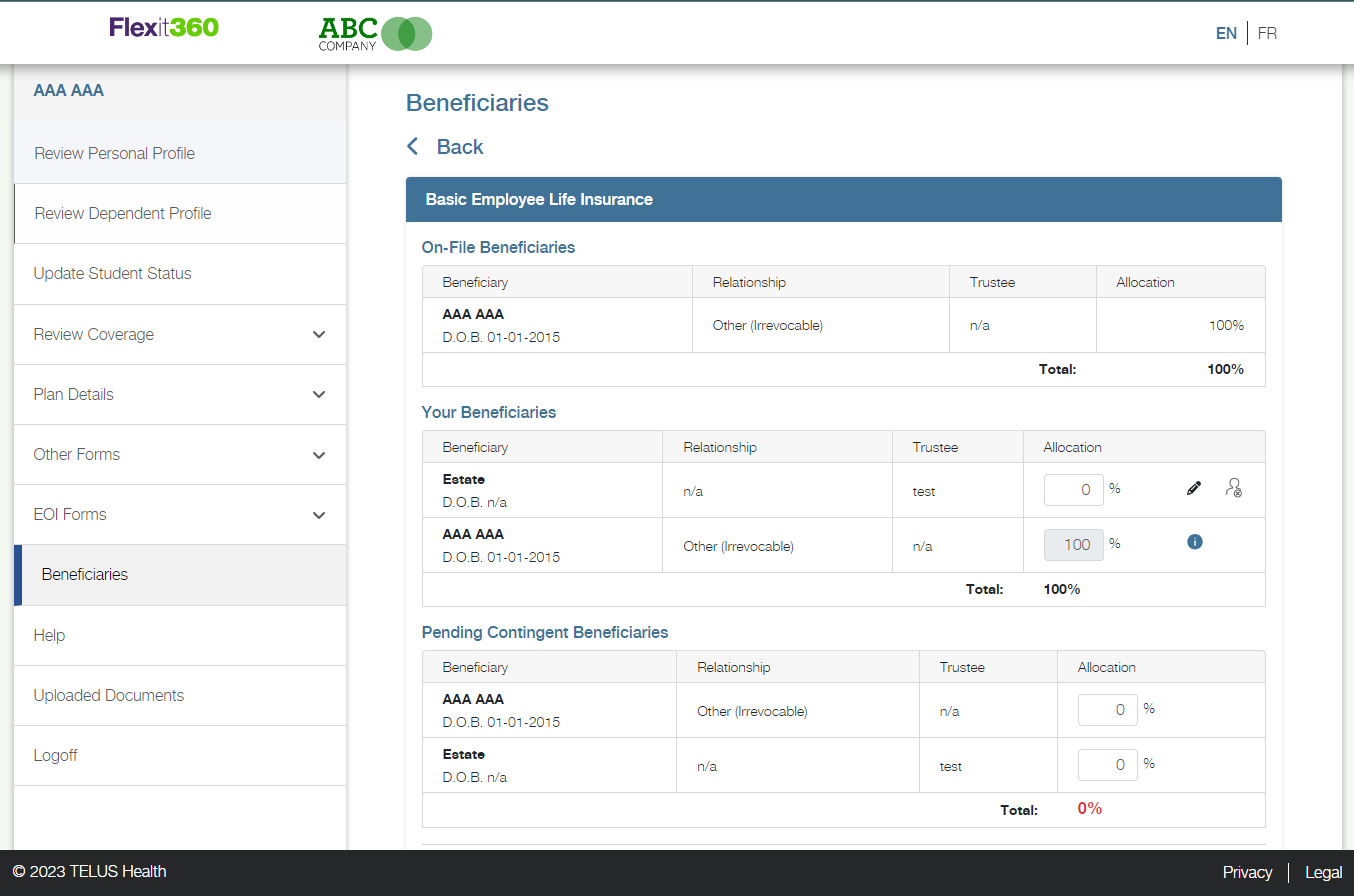 Flexit360
ABC
COMPANY
EN FR
AAA AAA
Review Personal Profile
Review Dependent Profile
Update Student Status
Review Coverage
Plan Details
Other Forms
EOI Forms
Beneficiaries
Help
Uploaded Documents
Logoff
Beneficiaries
Back
Basic Employee Life Insurance
On-File Beneficiaries
Beneficiary Relationship Trustee Allocation
AAA AAA
D.O.B. 01-01-2015 Other (Irrevocable) n/a 100%
Total: 100%
Your Beneficiaries
Beneficiary Relationship Trustee Allocation
Estate
D.O.B. n/a n/a test 0 %
AAA AAA
D.O.B. 01-01-2015 Other (Irrevocable) n/a 100 %
Total: 100%
Pending Contingent Beneficiaries
Beneficiary Relationship Trustee Allocation
AAA AAA
D.O.B. 01-01-2015 Other (Irrevocable) n/a 0 %
Estate
D.O.B. n/a n/a test 0 %
Total: 0%
© 2023 TELUS Health
Privacy Legal